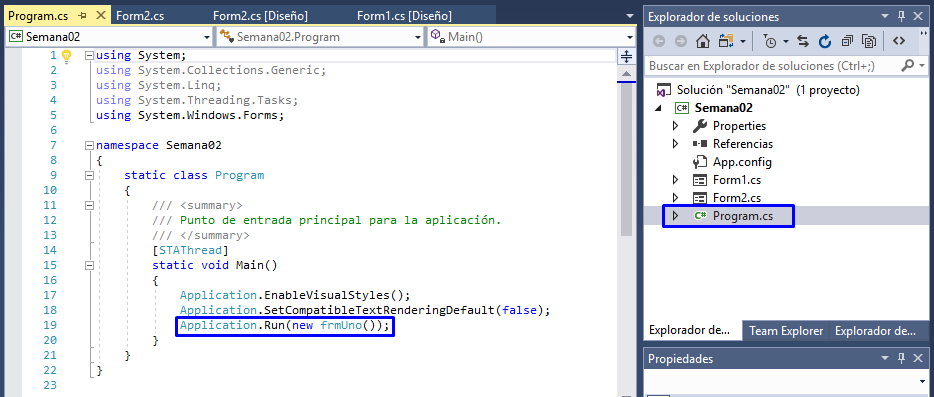 Program.cs
Form2.cs
Form2.cs [Diseño]
Form1.cs [Diseño]
C# Semana02
Semana02.Program
Main()
1 using System;
2 using System.Collections.Generic;
3 using System.Linq;
4 using System.Threading.Tasks;
5 using System.Windows.Forms;
6
7 namespace Semana02
8 {
9 static class Program
10 {
11 /// <summary>
12 /// Punto de entrada principal para la aplicación.
13 /// </summary>
14 [STAThread]
15 static void Main()
16 {
17 Application.EnableVisualStyles();
18 Application.SetCompatibleTextRenderingDefault(false);
19 Application.Run(new frmUno());
20 }
21 }
22 }
23
Explorador de soluciones
Buscar en Explorador de soluciones (Ctrl+;)
Solución "Semana02" (1 proyecto)
C# Semana02
Properties
Referencias
App.config
Form1.cs
Form2.cs
C# Program.cs
Explorador de...
Team Explorer
Explorador de...
Propiedades